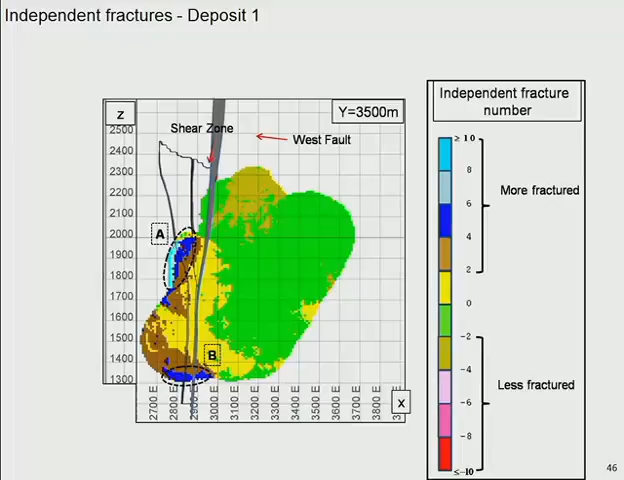 Independent fractures - Deposit 1
z
Y=3500m
Shear Zone
West Fault
2500
2400
2300
2200
2100
2000
1900
1800
1700
1600
1500
1400
1300
A
B
2700 E
2800 E
2900 E
3000 E
3100 E
3200 E
3300 E
3400 E
3500 E
3600 E
3700 E
3800 E
X
Independent fracture
number
≥ 10
8
6
4
2
0
-2
-4
-6
-8
≤-10
More fractured
Less fractured
46